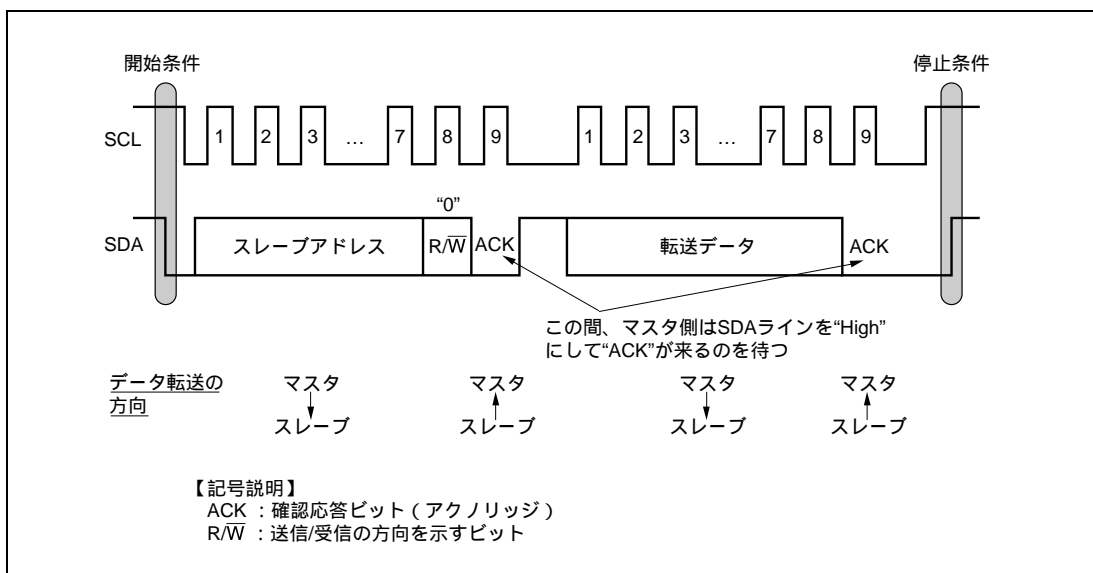 開始条件 停止条件
SCL 1 2 3 … 7 8 9 1 2 3 … 7 8 9
“0”
SDA スレーブアドレス R/W ACK 転送データ ACK
この間、マスタ側はSDAラインを“High”
にして“ACK”が来るのを待つ
データ転送の
方向
マスタ マスタ マスタ マスタ
スレーブ スレーブ スレーブ スレーブ
【記号説明】
ACK :確認応答ビット(アクノリッジ)
R/W :送信/受信の方向を示すビット